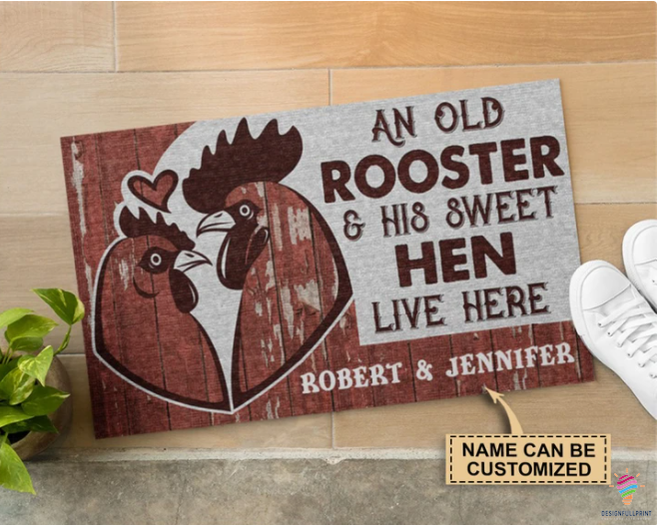 AN OLD
ROOSTER
& HIS SWEET
HEN
LIVE HERE
ROBERT & JENNIFER
NAME CAN BE
CUSTOMIZED
DESIGNFULLPRINT